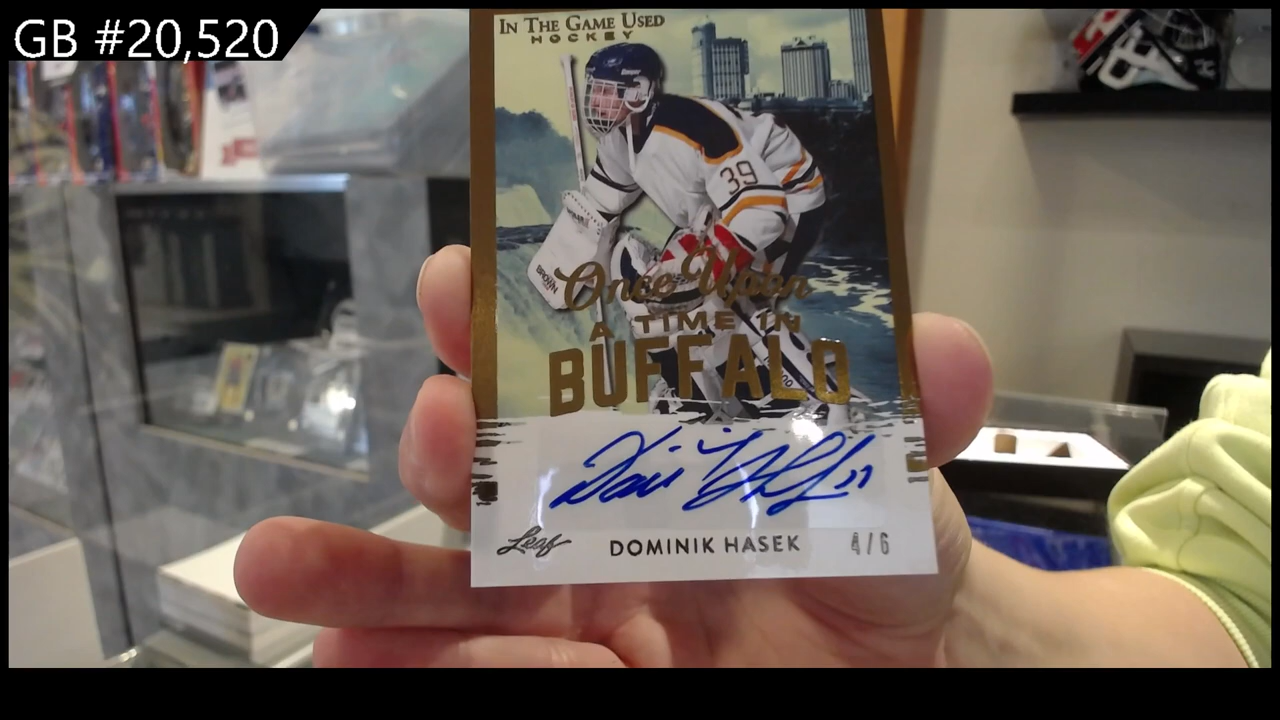 GB #20,520
IN THE GAME USED
HOCKEY
39
BROWN
Once Upon
A TIME IN
BUFFALO
Leaf
DOMINIK HASEK
4/6